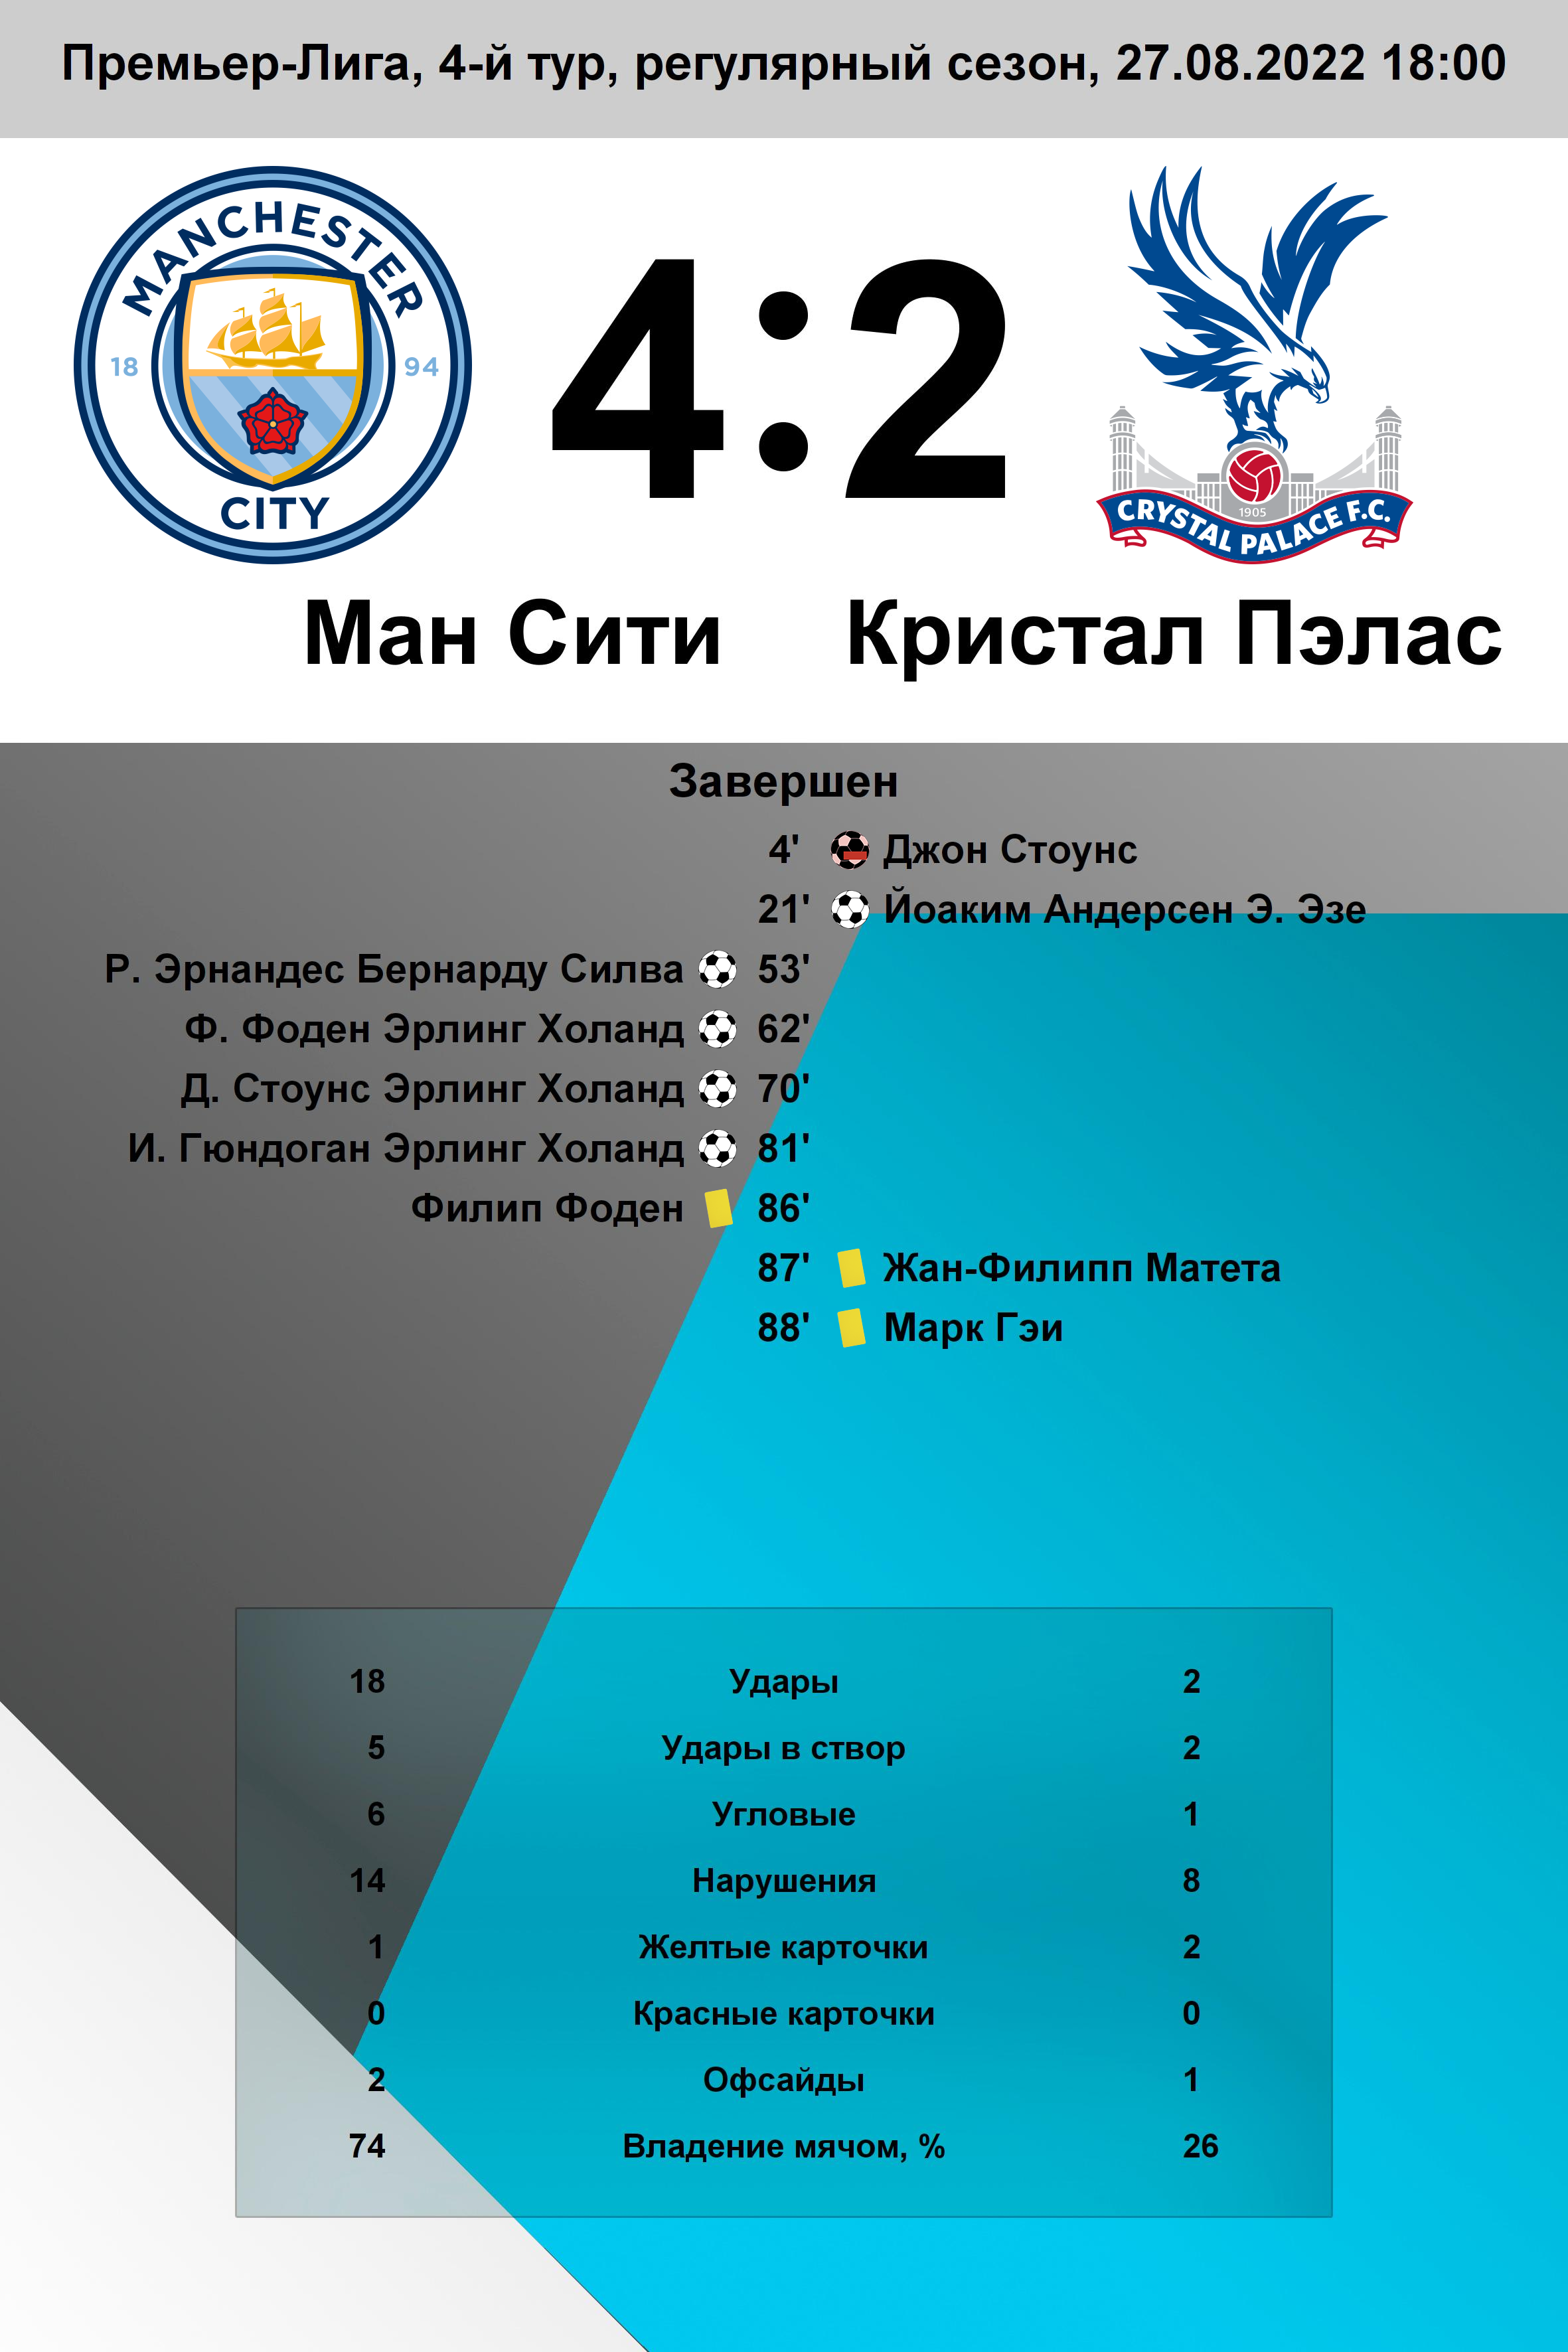 Премьер-Лига, 4-й тур, регулярный сезон, 27.08.2022 18:00
MANCHESTER
18 94
CITY
4:2
1905
CRYSTAL PALACE F.C.
Ман Сити Кристал Пэлас
Завершен
4' Джон Стоунс
21' Йоаким Андерсен Э. Эзе
Р. Эрнандес Бернарду Силва 53'
Ф. Фоден Эрлинг Холанд 62'
Д. Стоунс Эрлинг Холанд 70'
И. Гюндоган Эрлинг Холанд 81'
Филип Фоден 86'
87' Жан-Филипп Матета
88' Марк Гэи
18 Удары 2
5 Удары в створ 2
6 Угловые 1
14 Нарушения 8
1 Желтые карточки 2
0 Красные карточки 0
2 Офсайды 1
74 Владение мячом, % 26